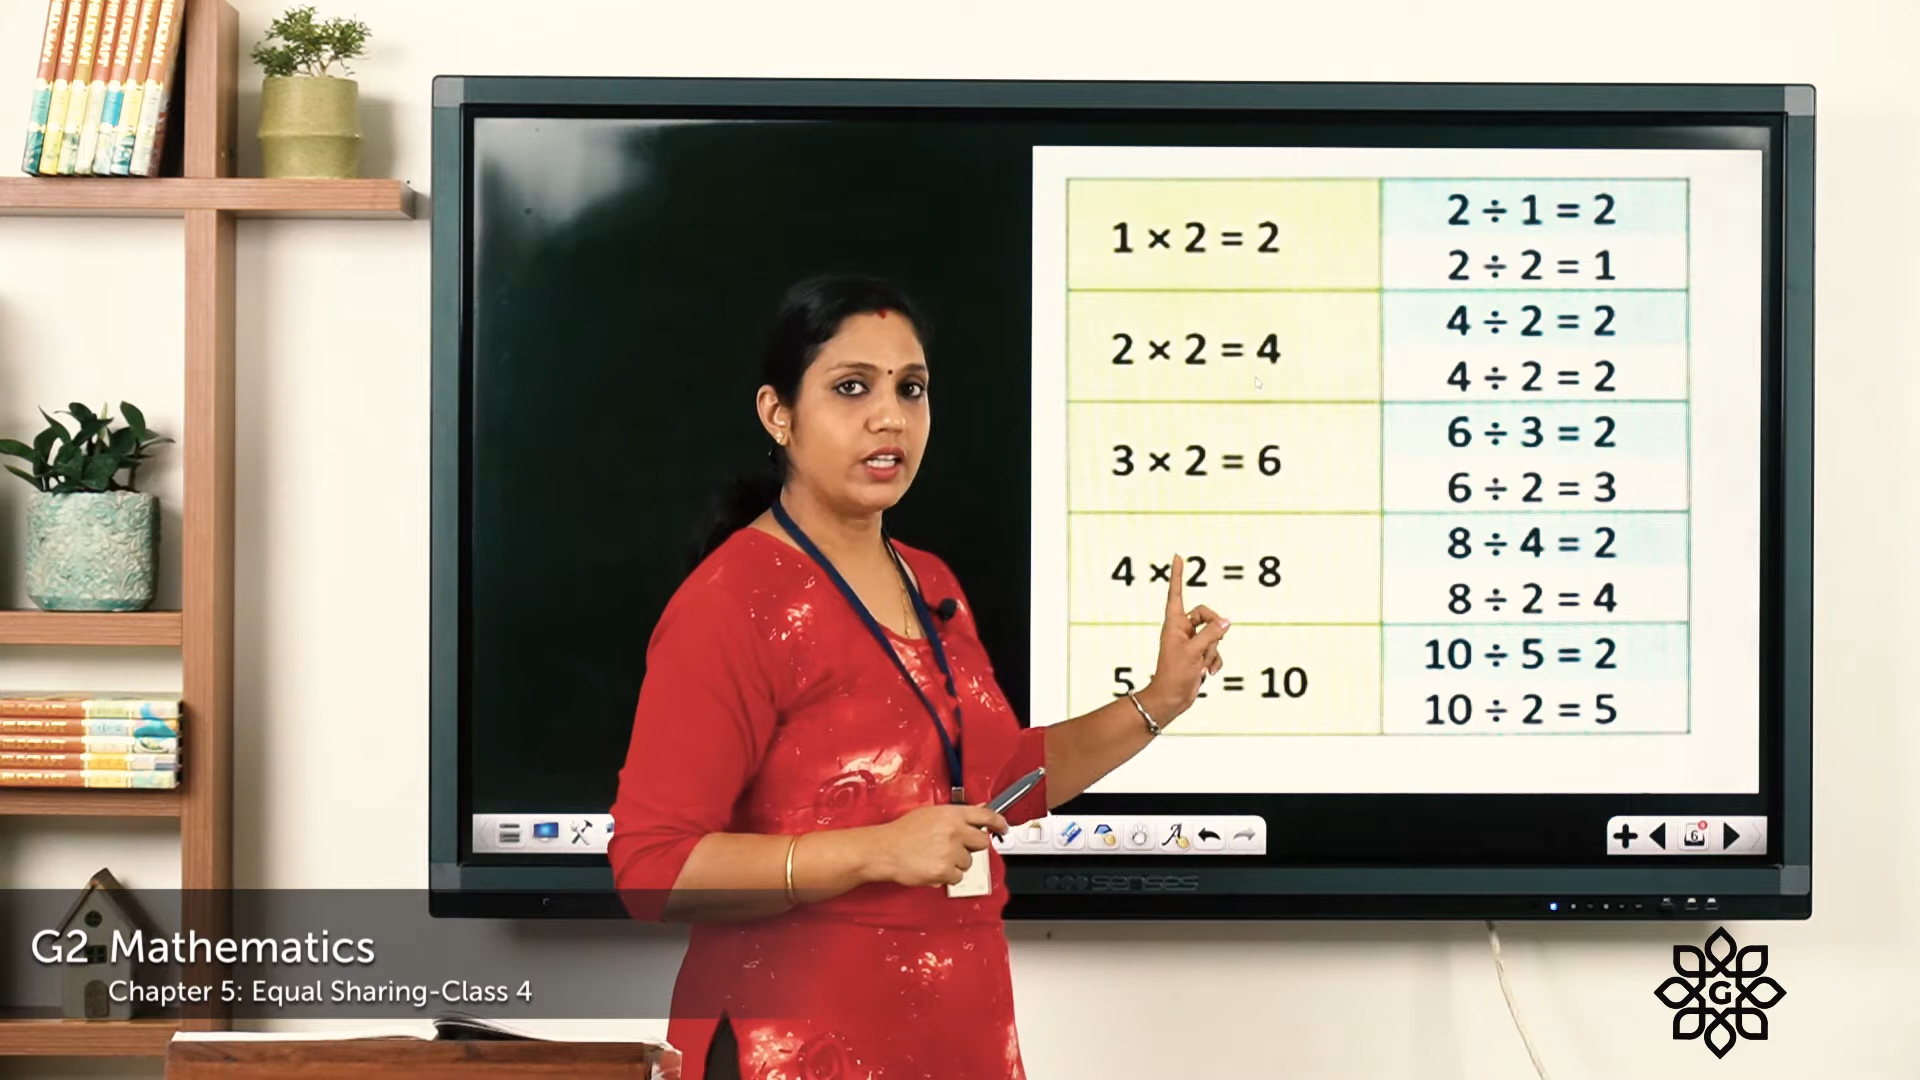 1 × 2 = 2
2 ÷ 1 = 2
2 ÷ 2 = 1
2 × 2 = 4
4 ÷ 2 = 2
4 ÷ 2 = 2
3 × 2 = 6
6 ÷ 3 = 2
6 ÷ 2 = 3
4 × 2 = 8
8 ÷ 4 = 2
8 ÷ 2 = 4
5 = 10
10 ÷ 5 = 2
10 ÷ 2 = 5
senses
G2 Mathematics
Chapter 5: Equal Sharing-Class 4
G